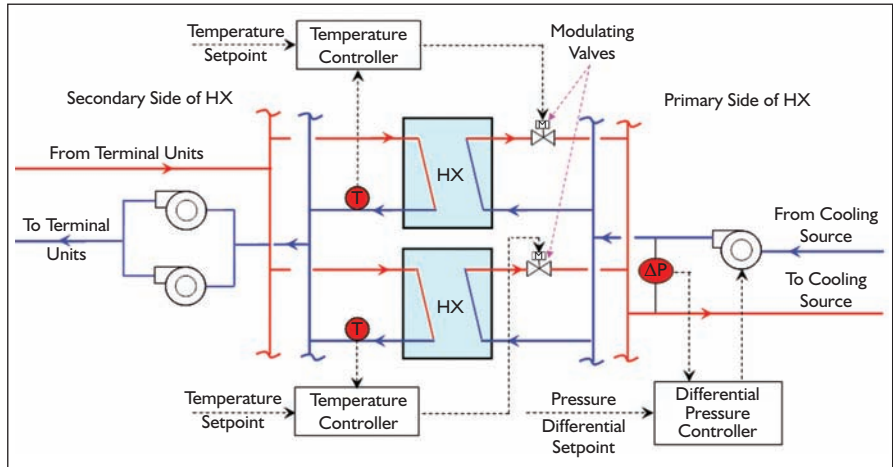 Temperature
Setpoint
Temperature
Controller
Modulating
Valves
Secondary Side of HX
Primary Side of HX
M
From Terminal Units
HX
T
To Terminal
Units
From Cooling
Source
M
ΔP
To Cooling
Source
HX
T
Temperature
Setpoint
Temperature
Controller
Pressure
Differential
Setpoint
Differential
Pressure
Controller